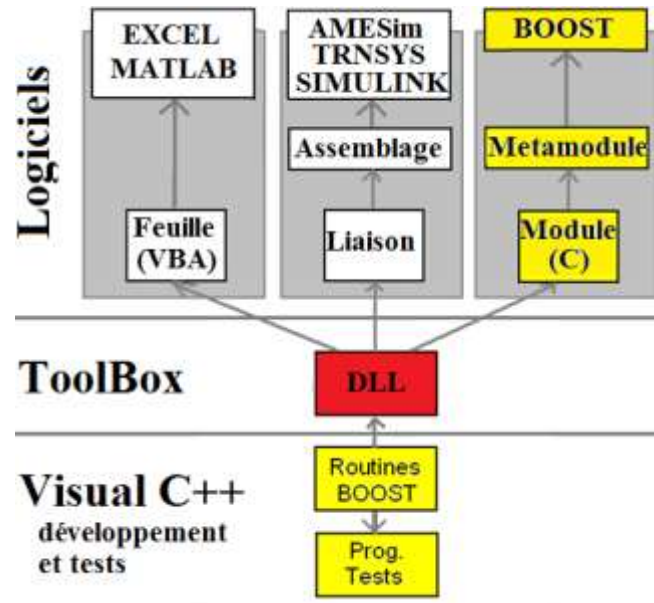 Logiciels
EXCEL
MATLAB
AMESim
TRNSYS
SIMULINK
BOOST
Assemblage
Metamodule
Feuille
(VBA)
Liaison
Module
(C)
ToolBox
DLL
Visual C++
développement
et tests
Routines
BOOST
Prog.
Tests